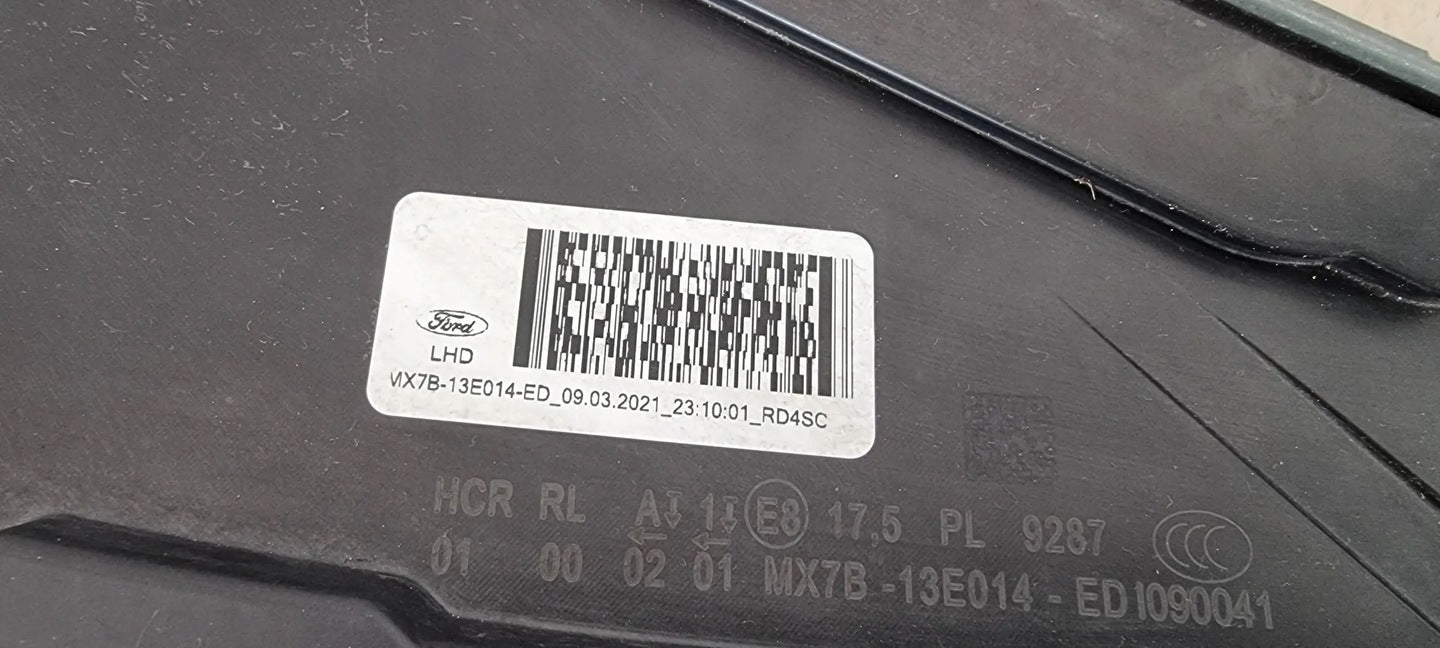 Ford
LHD
MX7B-13E014-ED_09.03.2021_23:10:01_RD4SC
HCR RL A 1 E8 17,5 PL 9287 CCC
01 00 02 01 MX7B -13E014 - ED I090041